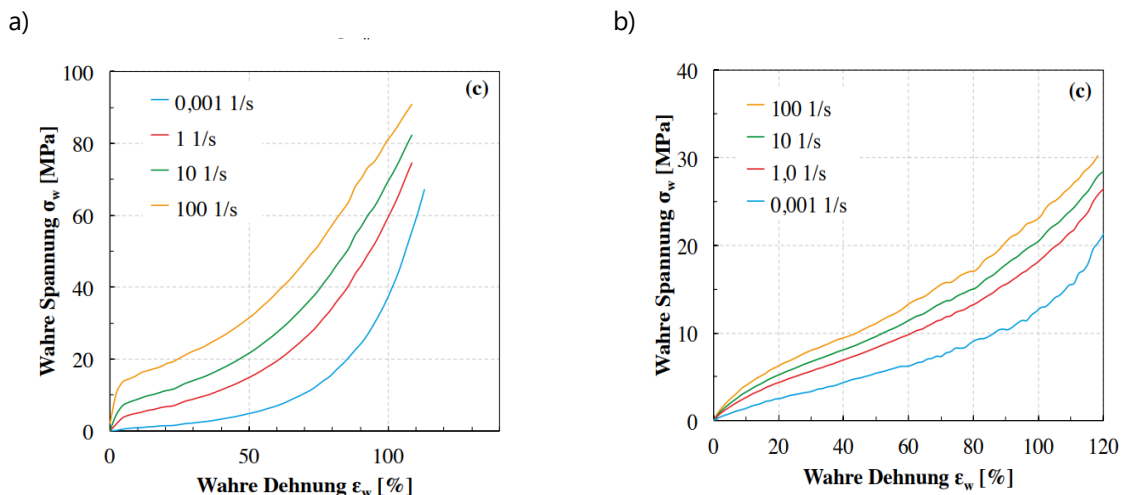 a)
b)
Wahre Spannung σw [MPa]
100
80
60
40
20
0
(c)
0,001 1/s
1 1/s
10 1/s
100 1/s
0
50
100
Wahre Dehnung εw [%]
Wahre Spannung σw [MPa]
40
30
20
10
0
(c)
100 1/s
10 1/s
1,0 1/s
0,001 1/s
0
20
40
60
80
100
120
Wahre Dehnung εw [%]